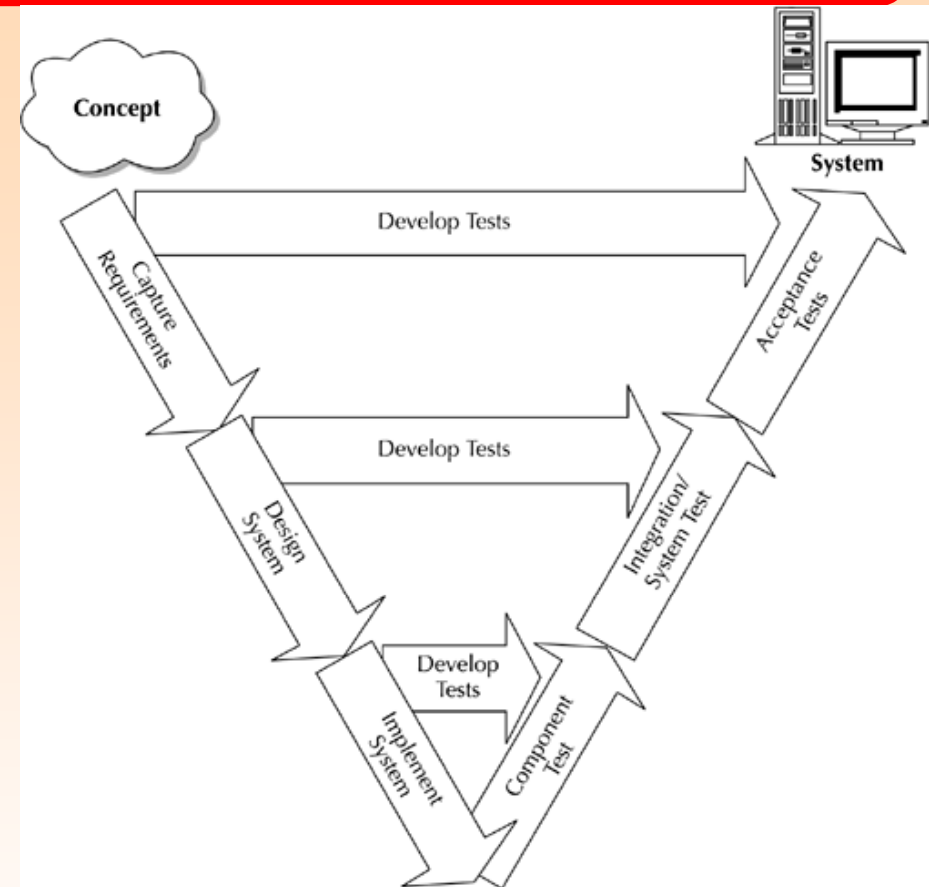 Concept
System
Develop Tests
Capture
Requirements
Acceptance
Tests
Develop Tests
Design
System
Integration/
System Test
Develop
Tests
Implement
System
Component
Test